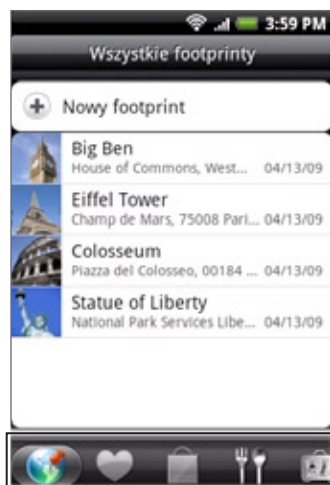 3:59 PM
Wszystkie footprinty
Nowy footprint
Big Ben
House of Commons, West... 04/13/09
Eiffel Tower
Champ de Mars, 75008 Pari... 04/13/09
Colosseum
Piazza del Colosseo, 00184 ... 04/13/09
Statue of Liberty
National Park Services Libe... 04/13/09